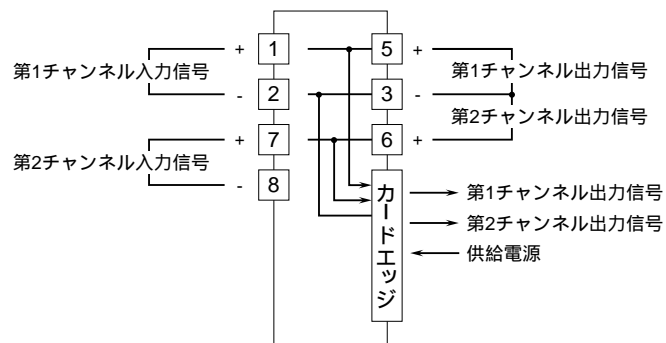 + 1 5 +
第1チャンネル入力信号 第1チャンネル出力信号
- 2 3 -
第2チャンネル出力信号
+ 7 6 +
第2チャンネル入力信号
- 8
カードエッジ
第1チャンネル出力信号
第2チャンネル出力信号
供給電源